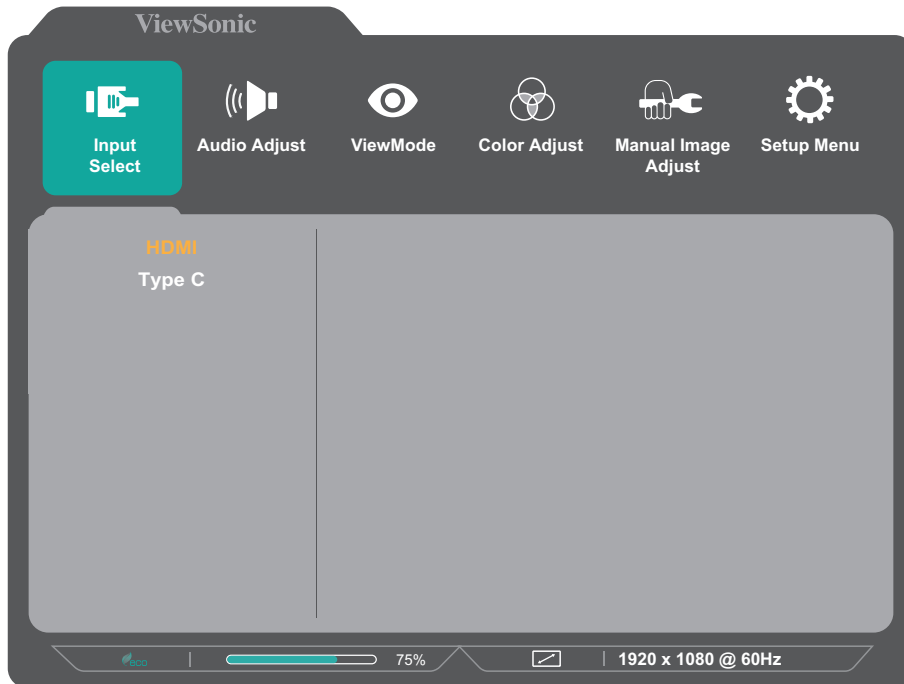 ViewSonic
Input
Select
Audio Adjust
ViewMode
Color Adjust
Manual Image
Adjust
Setup Menu
HDMI
Type C
eco
75%
1920 x 1080 @ 60Hz